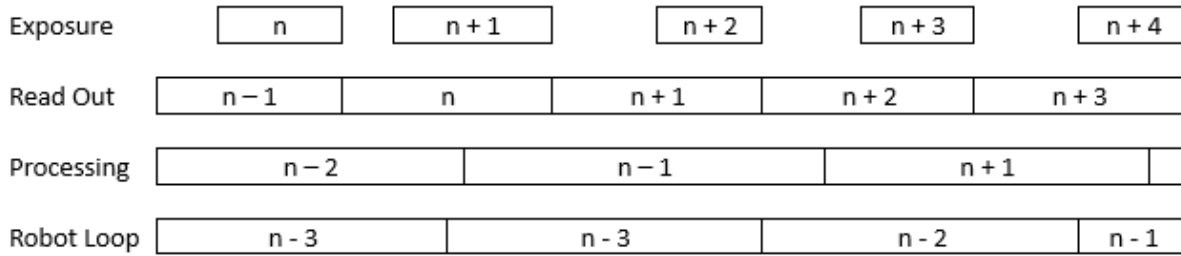 Exposure n n + 1 n + 2 n + 3 n + 4
Read Out n – 1 n n + 1 n + 2 n + 3
Processing n – 2 n – 1 n + 1
Robot Loop n - 3 n - 3 n - 2 n - 1